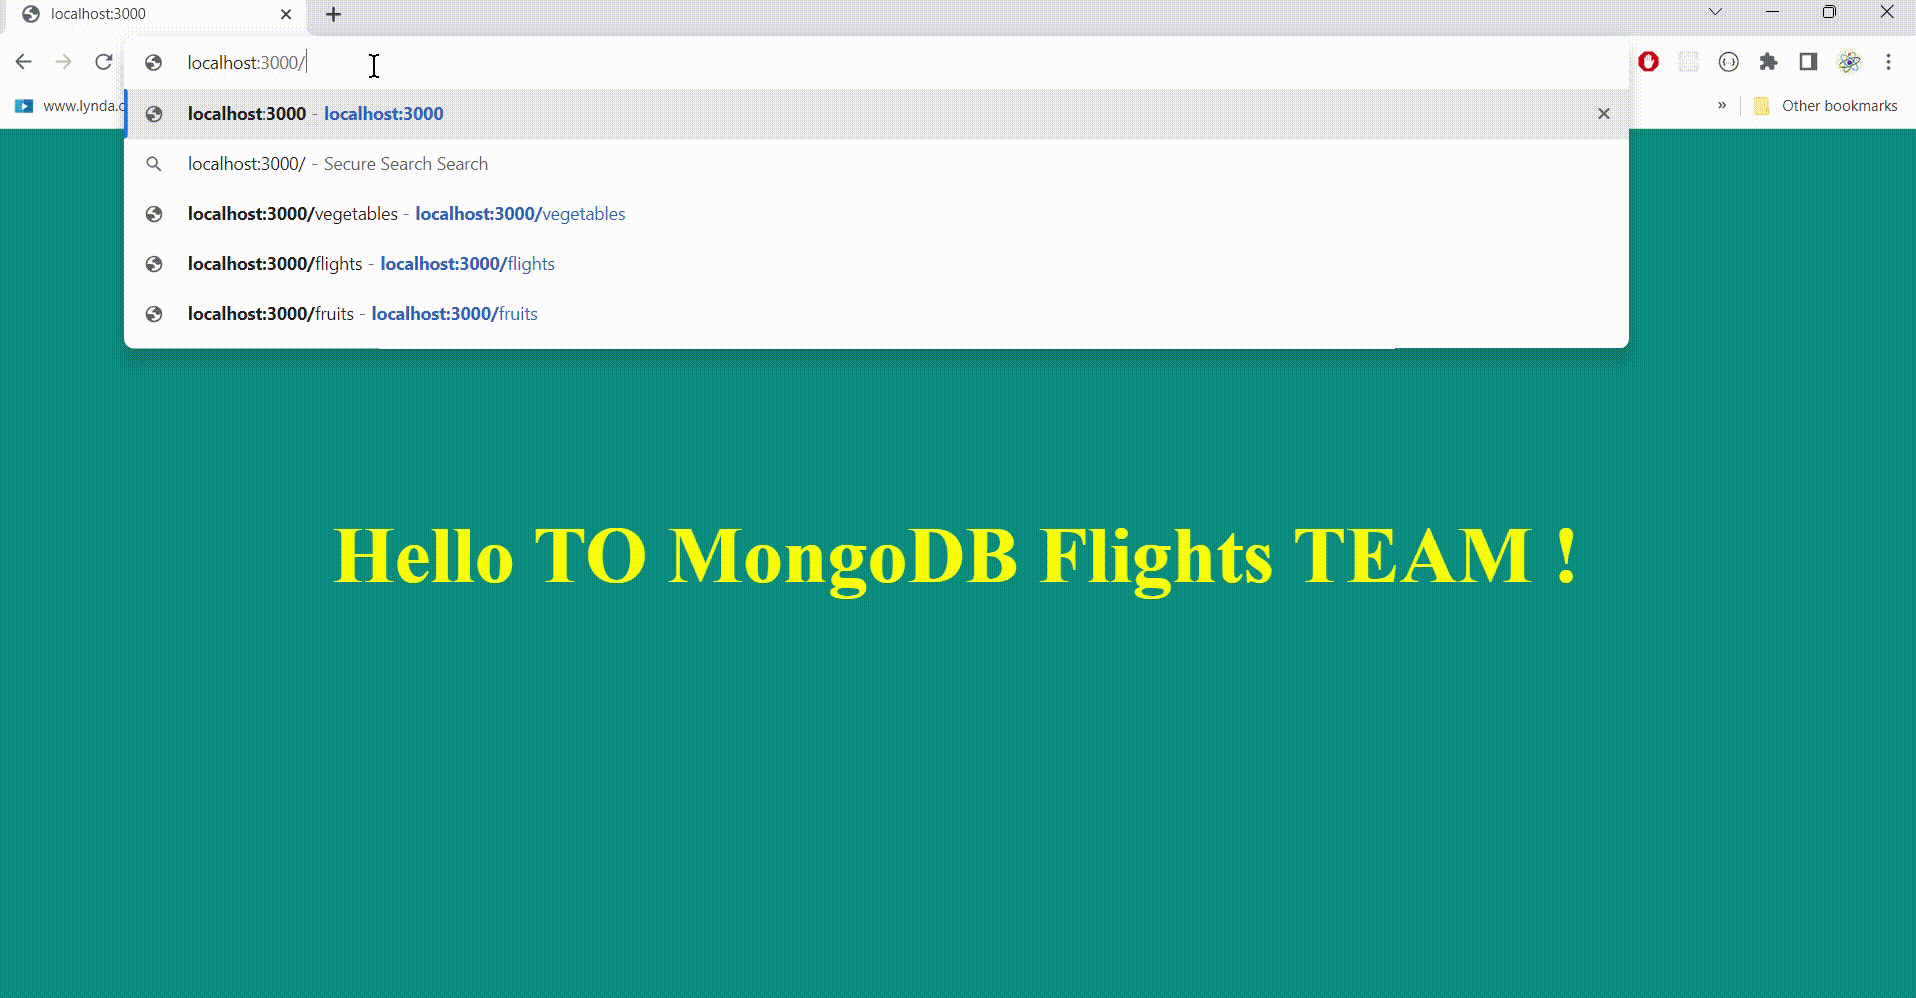 localhost:3000
localhost:3000/
localhost:3000 - localhost:3000
localhost:3000/ - Secure Search Search
localhost:3000/vegetables - localhost:3000/vegetables
localhost:3000/flights - localhost:3000/flights
localhost:3000/fruits - localhost:3000/fruits
www.lynda.c
» Other bookmarks
Hello TO MongoDB Flights TEAM !